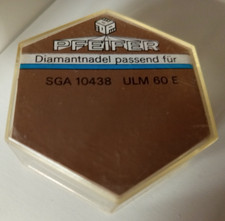 PFEIFER
Diamantnadel passend für
SGA 10438 ULM 60 E